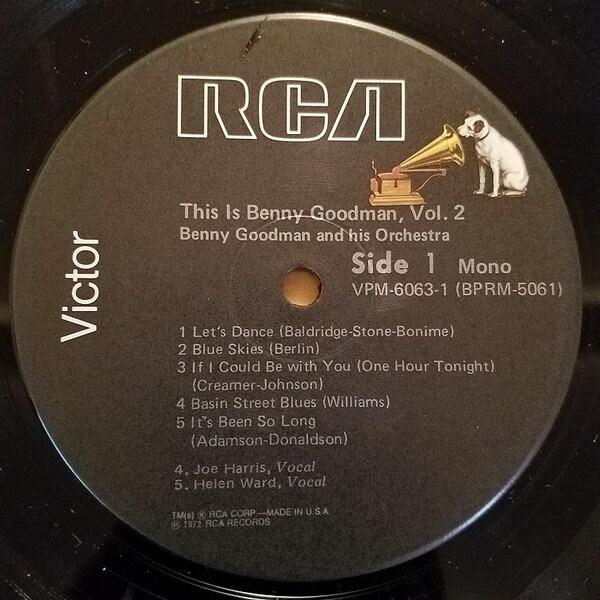 RCA
Victor
This Is Benny Goodman, Vol. 2
Benny Goodman and his Orchestra
Side 1 Mono
VPM-6063-1 (BPRM-5061)
1 Let's Dance (Baldridge-Stone-Bonime)
2 Blue Skies (Berlin)
3 If I Could Be with You (One Hour Tonight)
(Creamer-Johnson)
4 Basin Street Blues (Williams)
5 It's Been So Long
(Adamson-Donaldson)
4. Joe Harris, Vocal
5. Helen Ward, Vocal
TM(s) ® RCA CORP.—MADE IN U.S.A
℗ 1972 RCA RECORDS